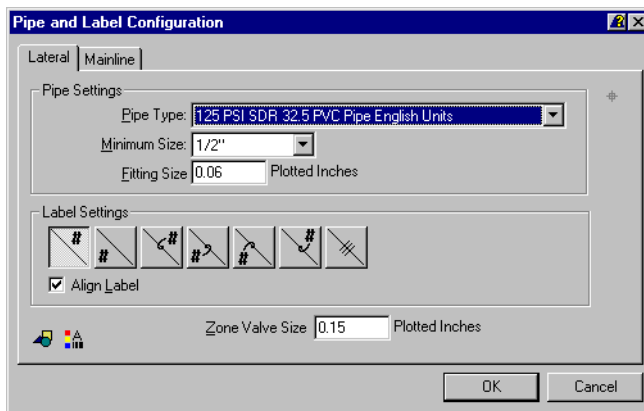 Pipe and Label Configuration
Lateral
Mainline
Pipe Settings
Pipe Type: 125 PSI SDR 32.5 PVC Pipe English Units
Minimum Size: 1/2"
Fitting Size 0.06 Plotted Inches
Label Settings
# # # # # #
Align Label
Zone Valve Size 0.15 Plotted Inches
OK
Cancel